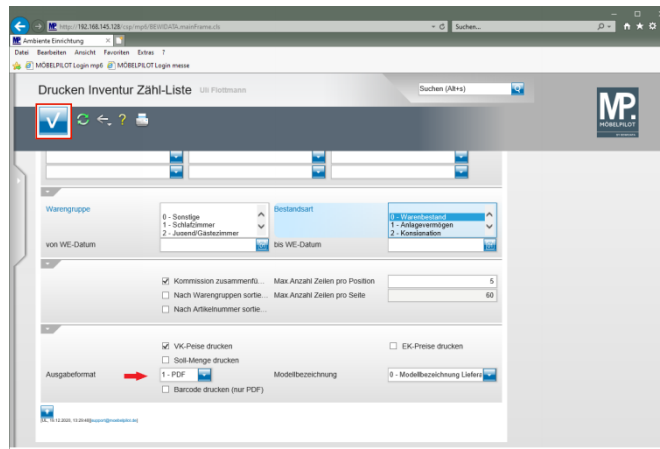 http://192.168.145.128/csp/mp6/BEWIDATA.mainFrame.cls
Suchen...
Ambiente Einrichtung
Datei Bearbeiten Ansicht Favoriten Extras ?
MÖBELPILOT Login mp6 MÖBELPILOT Login messe
Drucken Inventur Zähl-Liste Uli Flottmann
Suchen (Alt+s)
MP.
MÖBELPILOT
Warengruppe
0 - Sonstige
1 - Schlafzimmer
2 - Jugend/Gästezimmer
Bestandsart
0 - Warenbestand
1 - Anlagevermögen
2 - Konsignation
von WE-Datum
bis WE-Datum
Kommission zusammenfü... Max.Anzahl Zeilen pro Position 5
Nach Warengruppen sortie... Max.Anzahl Zeilen pro Seite 60
Nach Artikelnummer sortie...
VK-Peise drucken
EK-Preise drucken
Soll-Menge drucken
Ausgabeformat 1 - PDF Modellbezeichnung 0 - Modellbezeichnung Liefera
Barcode drucken (nur PDF)